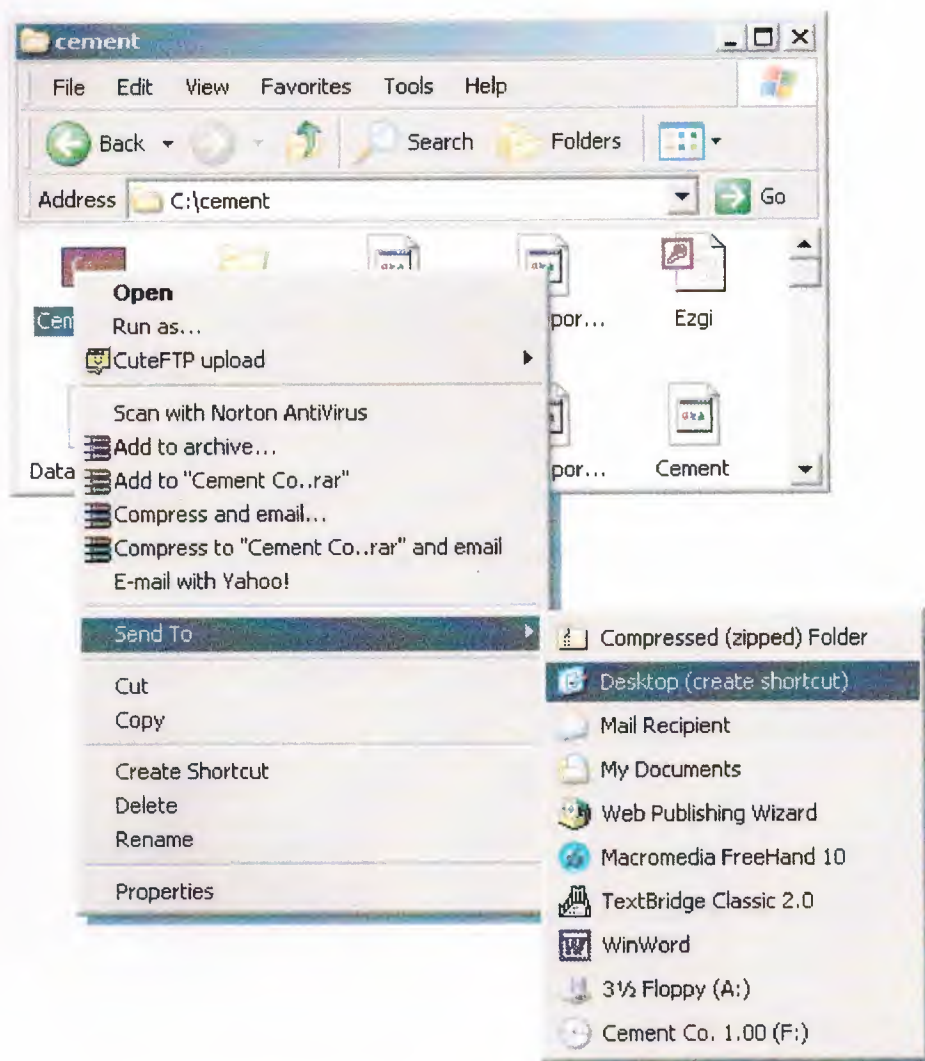 cement
File Edit View Favorites Tools Help
Back Search Folders
Address C:\cement Go
Cem por... Ezgi
Data por... Cement
Open
Run as...
CuteFTP upload
Scan with Norton AntiVirus
Add to archive...
Add to "Cement Co..rar"
Compress and email...
Compress to "Cement Co..rar" and email
E-mail with Yahoo!
Send To
Cut
Copy
Create Shortcut
Delete
Rename
Properties
Compressed (zipped) Folder
Desktop (create shortcut)
Mail Recipient
My Documents
Web Publishing Wizard
Macromedia FreeHand 10
TextBridge Classic 2.0
WinWord
3½ Floppy (A:)
Cement Co. 1.00 (F:)